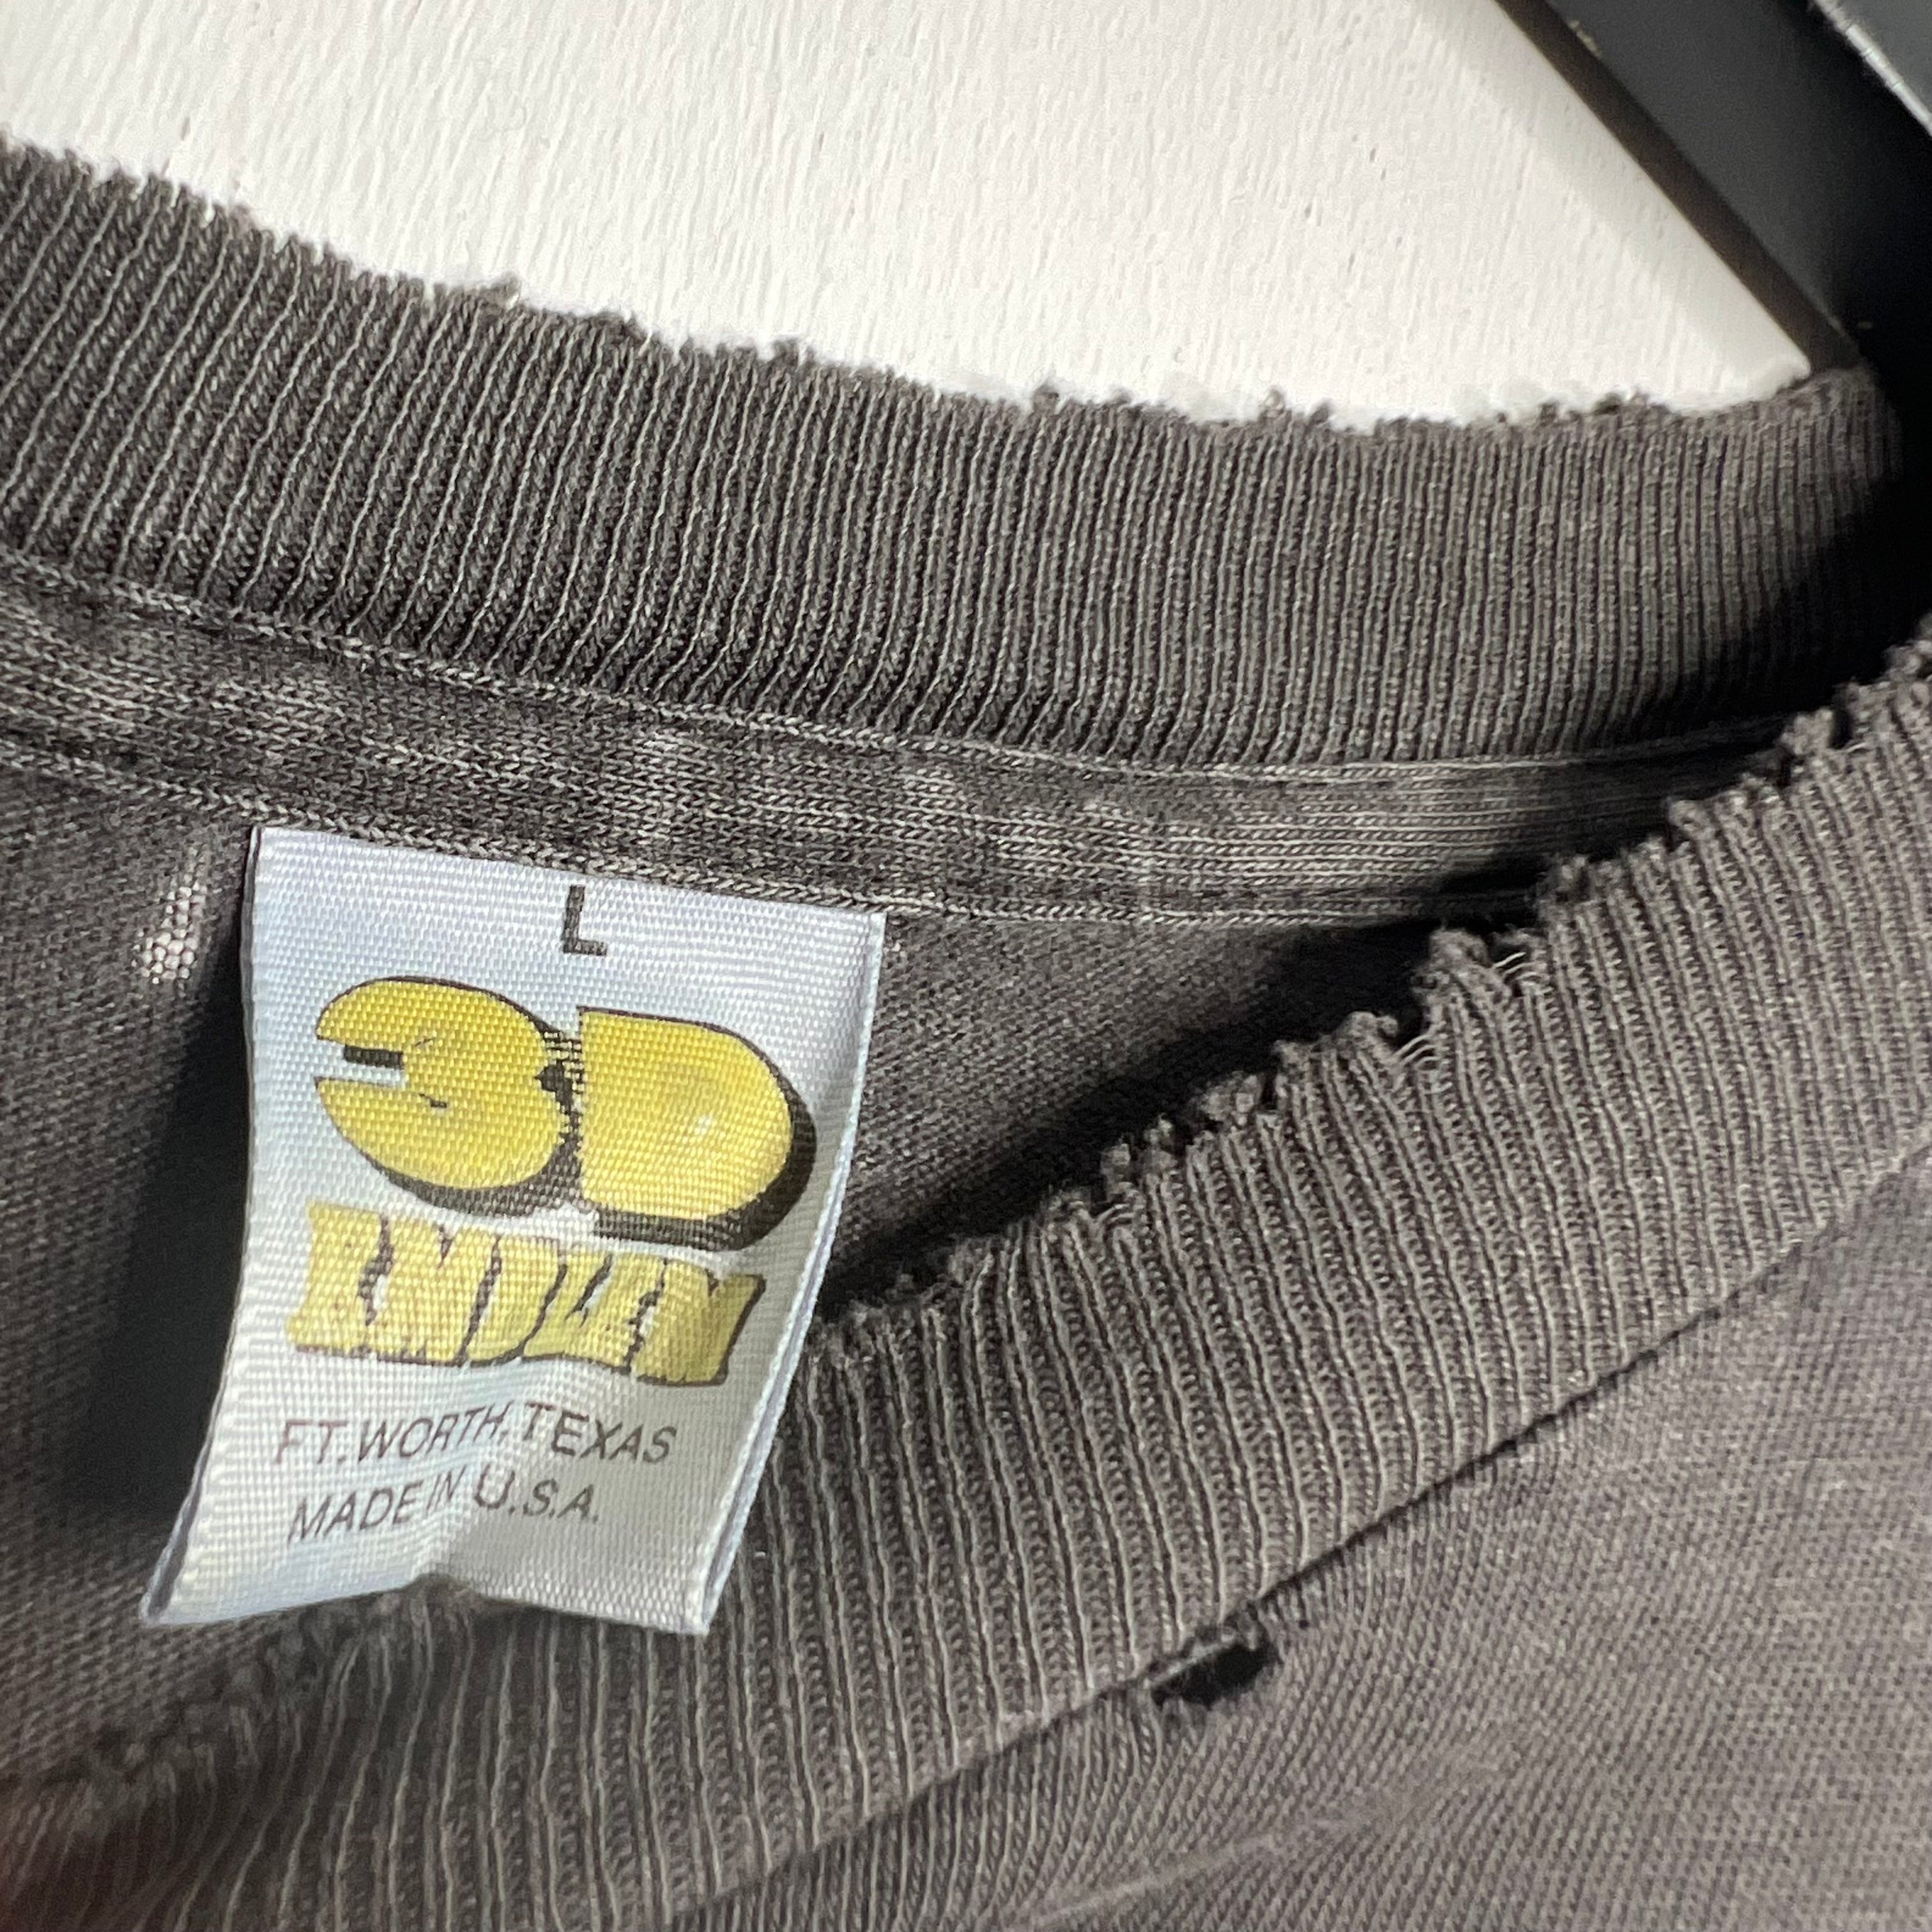 L
3D
EMBLEM
FT. WORTH, TEXAS
MADE IN U.S.A.